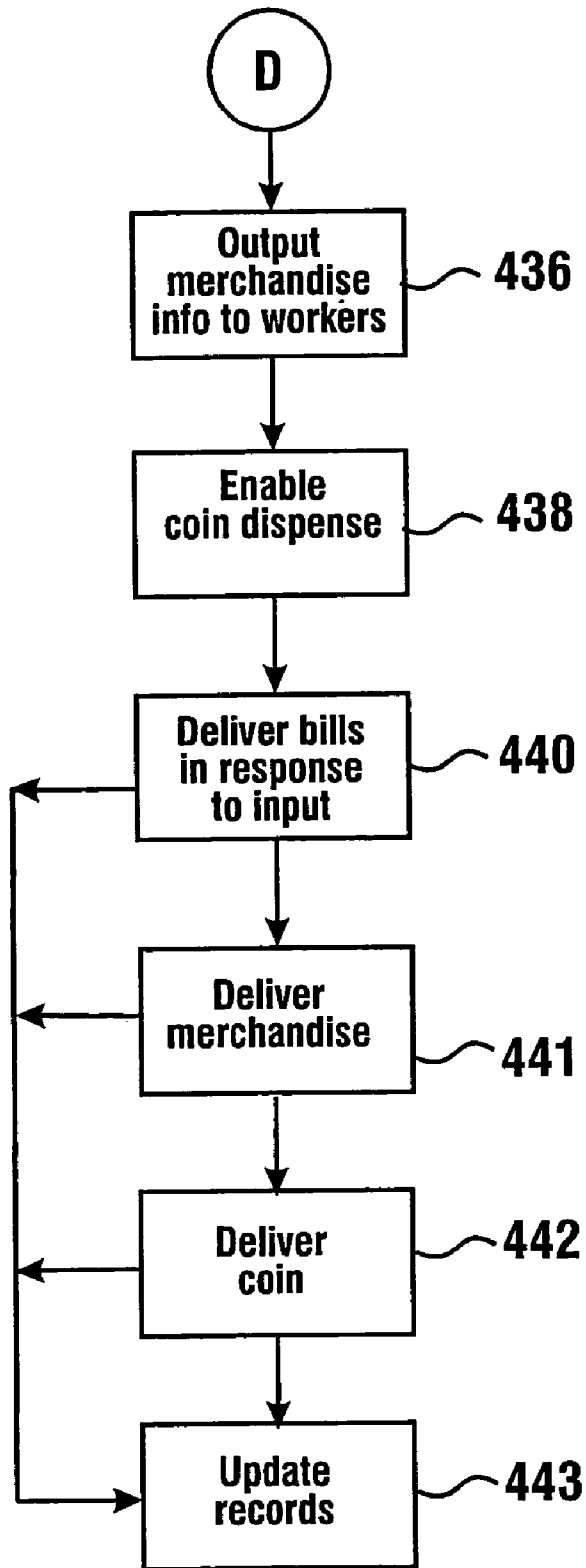 D
Output
merchandise
info to workers
436
Enable
coin dispense
438
Deliver bills
in response
to input
440
Deliver
merchandise
441
Deliver
coin
442
Update
records
443